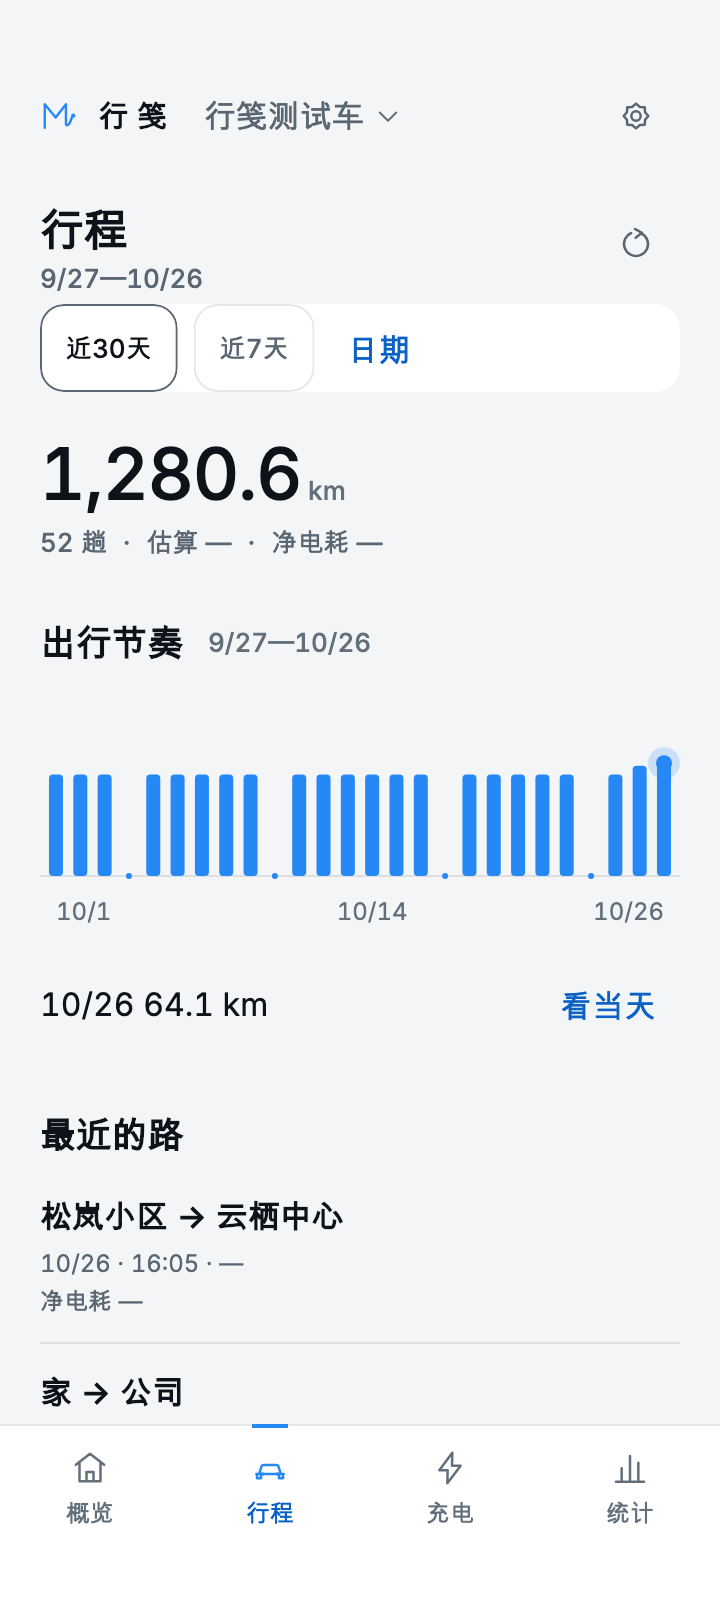 行 笺 行笺测试车
行程
9/27—10/26
近30天 近7天 日期
1,280.6 km
52 趟 · 估算 — · 净电耗 —
出行节奏 9/27—10/26
10/1 10/14 10/26
10/26 64.1 km 看当天
最近的路
松岚小区 → 云栖中心
10/26 · 16:05 · —
净电耗 —
家 → 公司
概览 行程 充电 统计